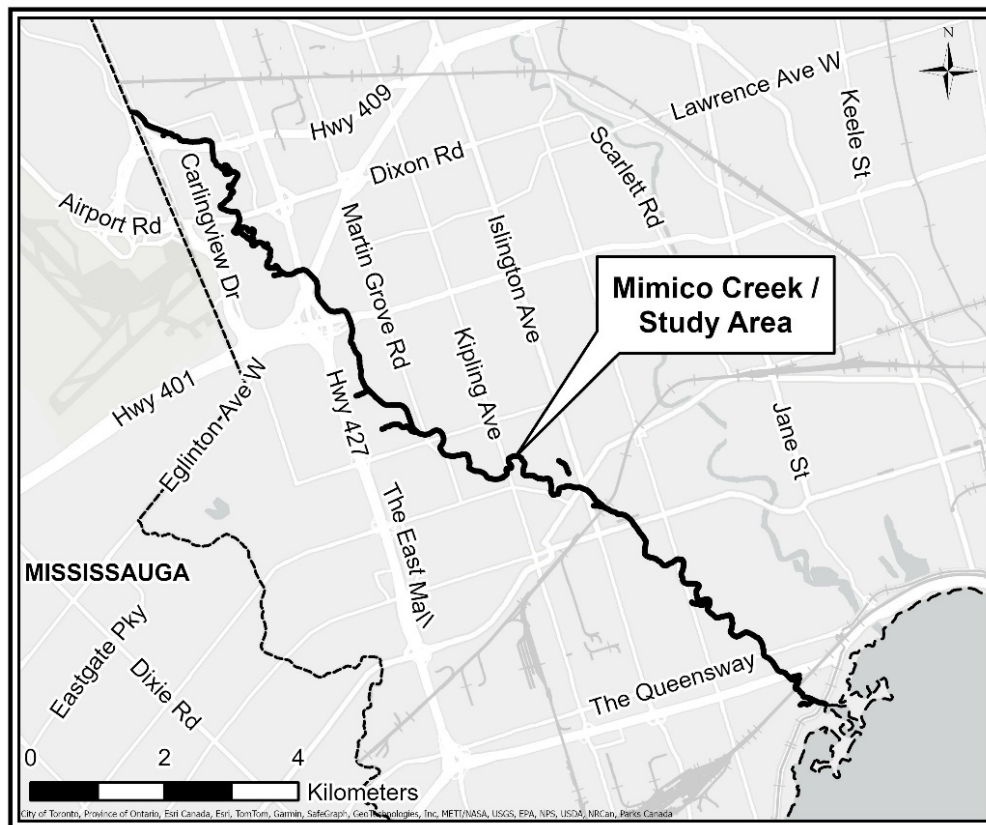 N
Hwy 409
Lawrence Ave W
Keele St
Dixon Rd
Scarlett Rd
Carlingview Dr
Airport Rd
Martin Grove Rd
Islington Ave
Mimico Creek /
Study Area
Kipling Ave
Hwy 401
Hwy 427
Eglinton Ave W
Jane St
The East Mall
MISSISSAUGA
Eastgate Pky
Dixie Rd
The Queensway
0 2 4
Kilometers
City of Toronto, Province of Ontario, Esri Canada, Esri, TomTom, Garmin, SafeGraph, GeoTechnologies, Inc, METI/NASA, USGS, EPA, NPS, USDA, NRCan, Parks Canada